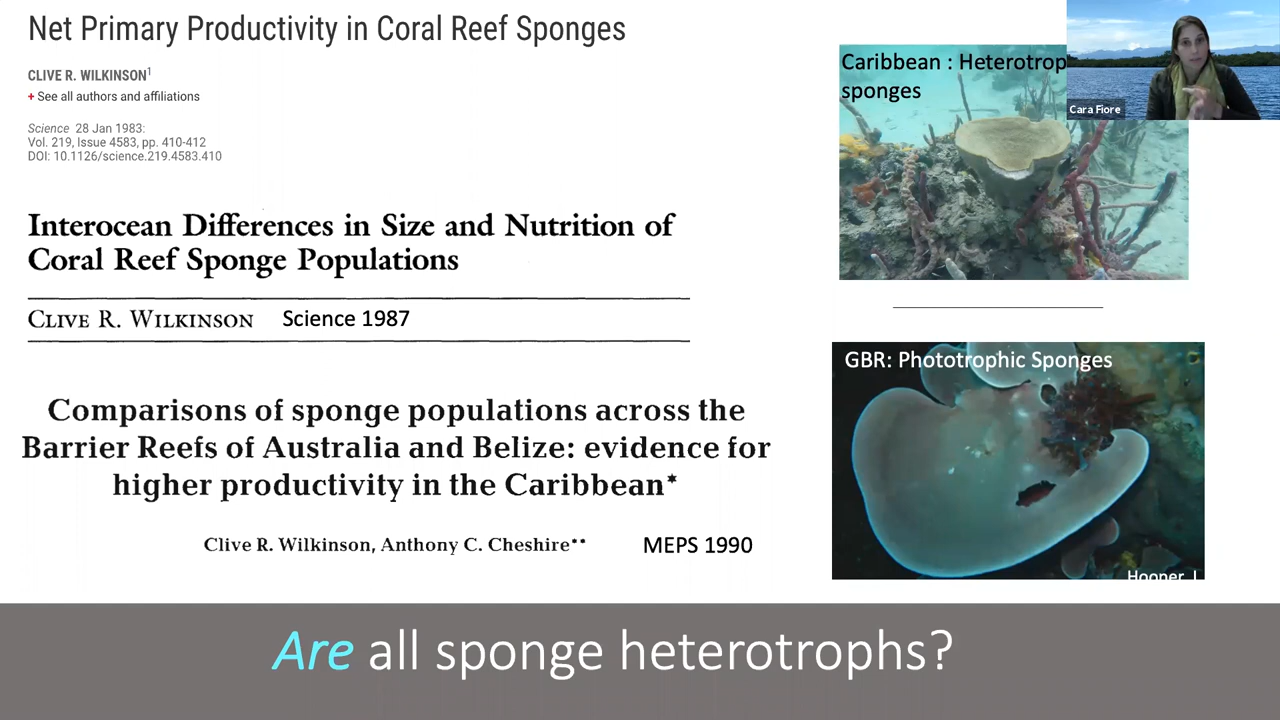 Net Primary Productivity in Coral Reef Sponges
CLIVE R. WILKINSON1
+ See all authors and affiliations
Science 28 Jan 1983:
Vol. 219, Issue 4583, pp. 410-412
DOI: 10.1126/science.219.4583.410
Interocean Differences in Size and Nutrition of
Coral Reef Sponge Populations
CLIVE R. WILKINSON Science 1987
Comparisons of sponge populations across the
Barrier Reefs of Australia and Belize: evidence for
higher productivity in the Caribbean*
Clive R. Wilkinson, Anthony C. Cheshire** MEPS 1990
Caribbean : Heterotrop
sponges
Cara Fiore
GBR: Phototrophic Sponges
Hooper, J
Are all sponge heterotrophs?